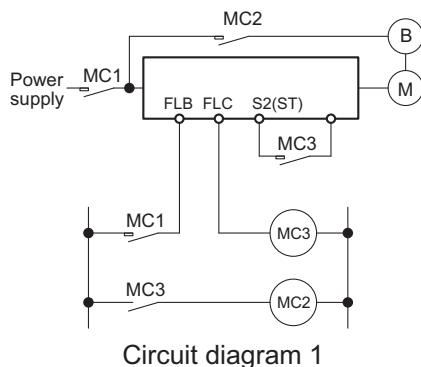 MC2
B
Power
supply
MC1
M
FLB FLC S2(ST)
MC3
MC1
MC3
MC3
MC2
Circuit diagram 1